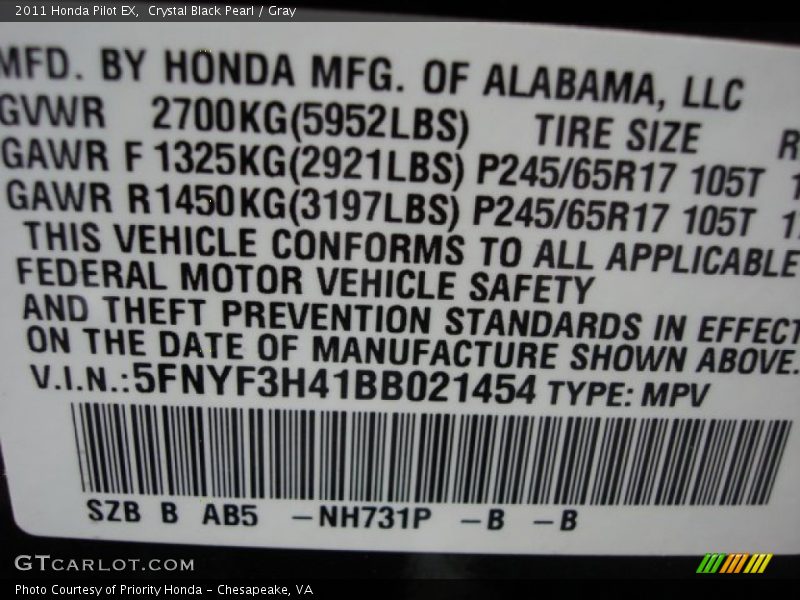 2011 Honda Pilot EX, Crystal Black Pearl / Gray
MFD. BY HONDA MFG. OF ALABAMA, LLC
GVWR 2700KG(5952LBS) TIRE SIZE
GAWR F 1325KG(2921LBS) P245/65R17 105T
GAWR R1450KG(3197LBS) P245/65R17 105T
THIS VEHICLE CONFORMS TO ALL APPLICABLE
FEDERAL MOTOR VEHICLE SAFETY
AND THEFT PREVENTION STANDARDS IN EFFECT
ON THE DATE OF MANUFACTURE SHOWN ABOVE.
V.I.N.:5FNYF3H41BB021454 TYPE: MPV
SZB B AB5 -NH731P -B -B
GTCARLOT.COM
Photo Courtesy of Priority Honda - Chesapeake, VA